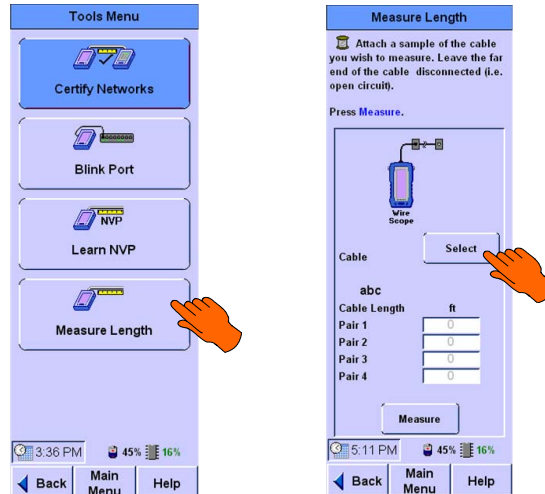 Tools Menu
Certify Networks
Blink Port
NVP
Learn NVP
Measure Length
3:36 PM
45%
16%
Back
Main
Menu
Help
Measure Length
Attach a sample of the cable
you wish to measure. Leave the far
end of the cable disconnected (i.e.
open circuit).
Press Measure.
Wire
Scope
Cable
Select
abc
Cable Length ft
Pair 1 0
Pair 2 0
Pair 3 0
Pair 4 0
Measure
5:11 PM
45%
16%
Back
Main
Menu
Help